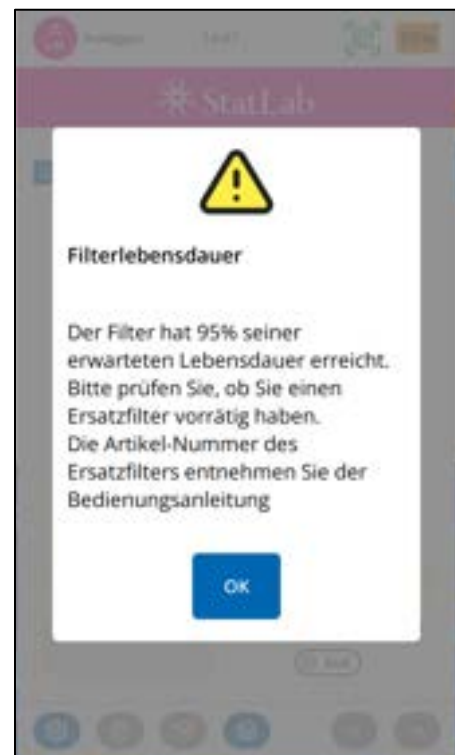 StatLab
Filterlebensdauer
Der Filter hat 95% seiner
erwarteten Lebensdauer erreicht.
Bitte prüfen Sie, ob Sie einen
Ersatzfilter vorrätig haben.
Die Artikel-Nummer des
Ersatzfilters entnehmen Sie der
Bedienungsanleitung
OK